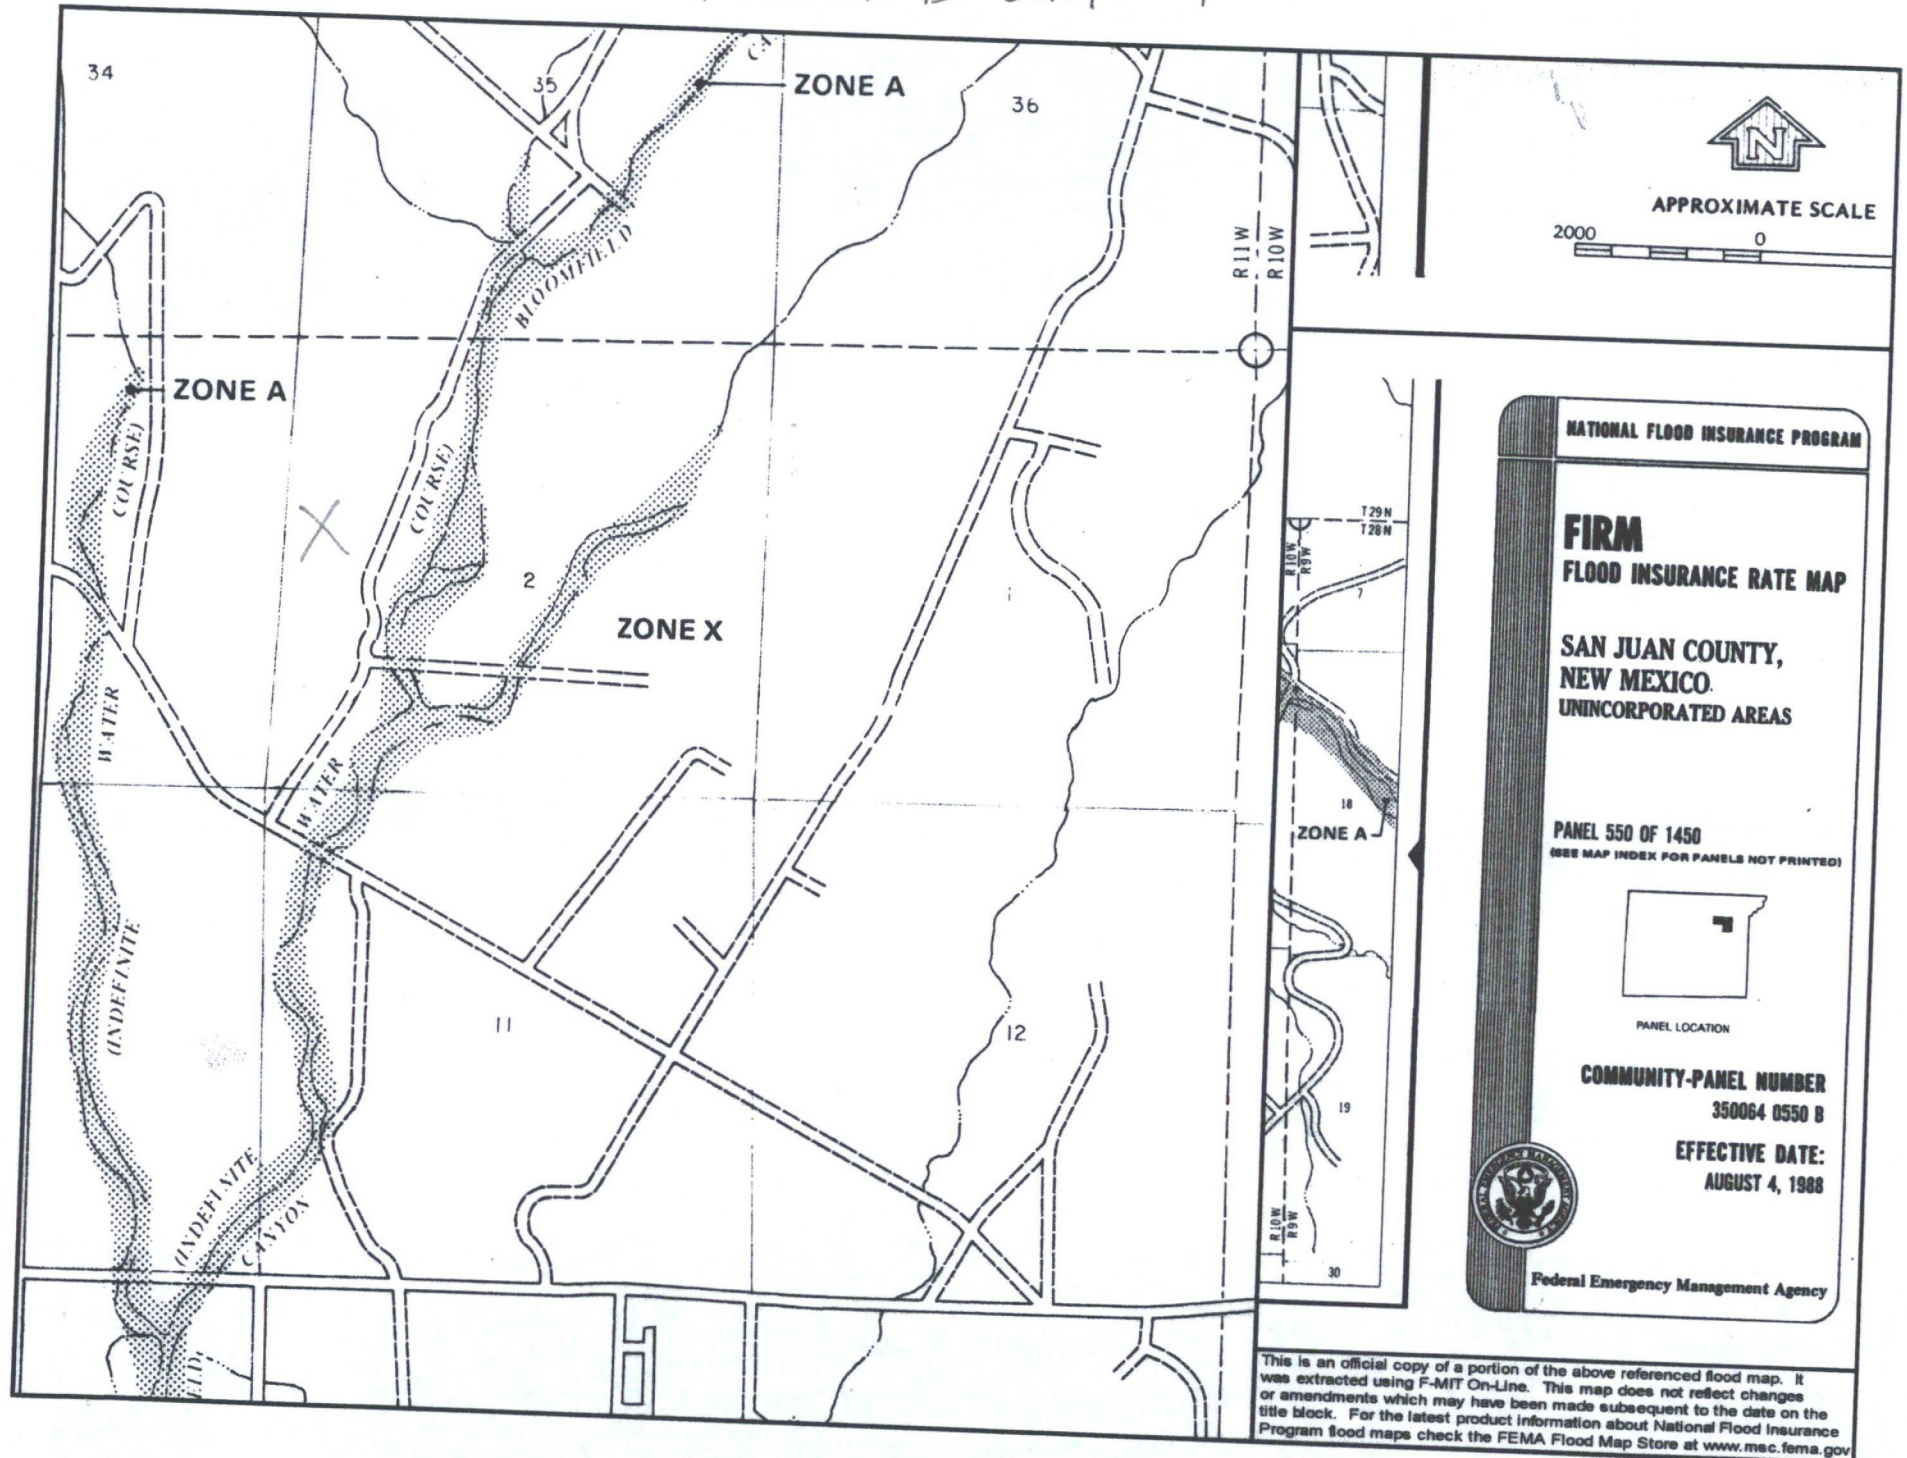 34
35
ZONE A
36
R11W
R10W
BLOOMFIELD
ZONE A
COURSE)
COURSE)
2
1
ZONE X
WATER
WATER
(INDEFINITE
11
12
(INDEFINITE
CANYON
T29N
T28N
R10W
R9W
7
18
ZONE A
19
R10W
R9W
30
N
APPROXIMATE SCALE
2000 0
NATIONAL FLOOD INSURANCE PROGRAM
FIRM
FLOOD INSURANCE RATE MAP
SAN JUAN COUNTY,
NEW MEXICO
UNINCORPORATED AREAS
PANEL 550 OF 1450
(SEE MAP INDEX FOR PANELS NOT PRINTED)
PANEL LOCATION
COMMUNITY-PANEL NUMBER
350064 0550 B
EFFECTIVE DATE:
AUGUST 4, 1988
Federal Emergency Management Agency
This is an official copy of a portion of the above referenced flood map. It
was extracted using F-MIT On-Line. This map does not reflect changes
or amendments which may have been made subsequent to the date on the
title block. For the latest product information about National Flood Insurance
Program flood maps check the FEMA Flood Map Store at www.msc.fema.gov